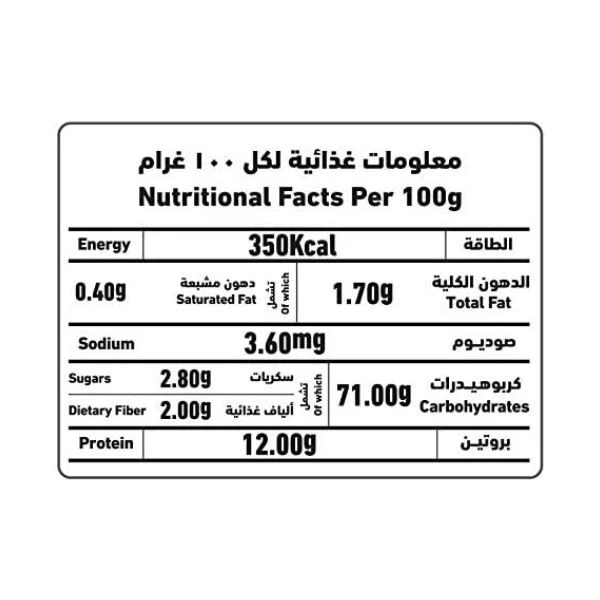 معلومات غذائية لكل ١٠٠ غرام
Nutritional Facts Per 100g
Energy 350Kcal الطاقة
0.40g دهون مشبعة Saturated Fat تشمل Of which 1.70g الدهون الكلية Total Fat
Sodium 3.60mg صوديوم
Sugars 2.80g سكريات
Dietary Fiber 2.00g ألياف غذائية
تشمل Of which
71.00g كربوهيدرات Carbohydrates
Protein 12.00g بروتين